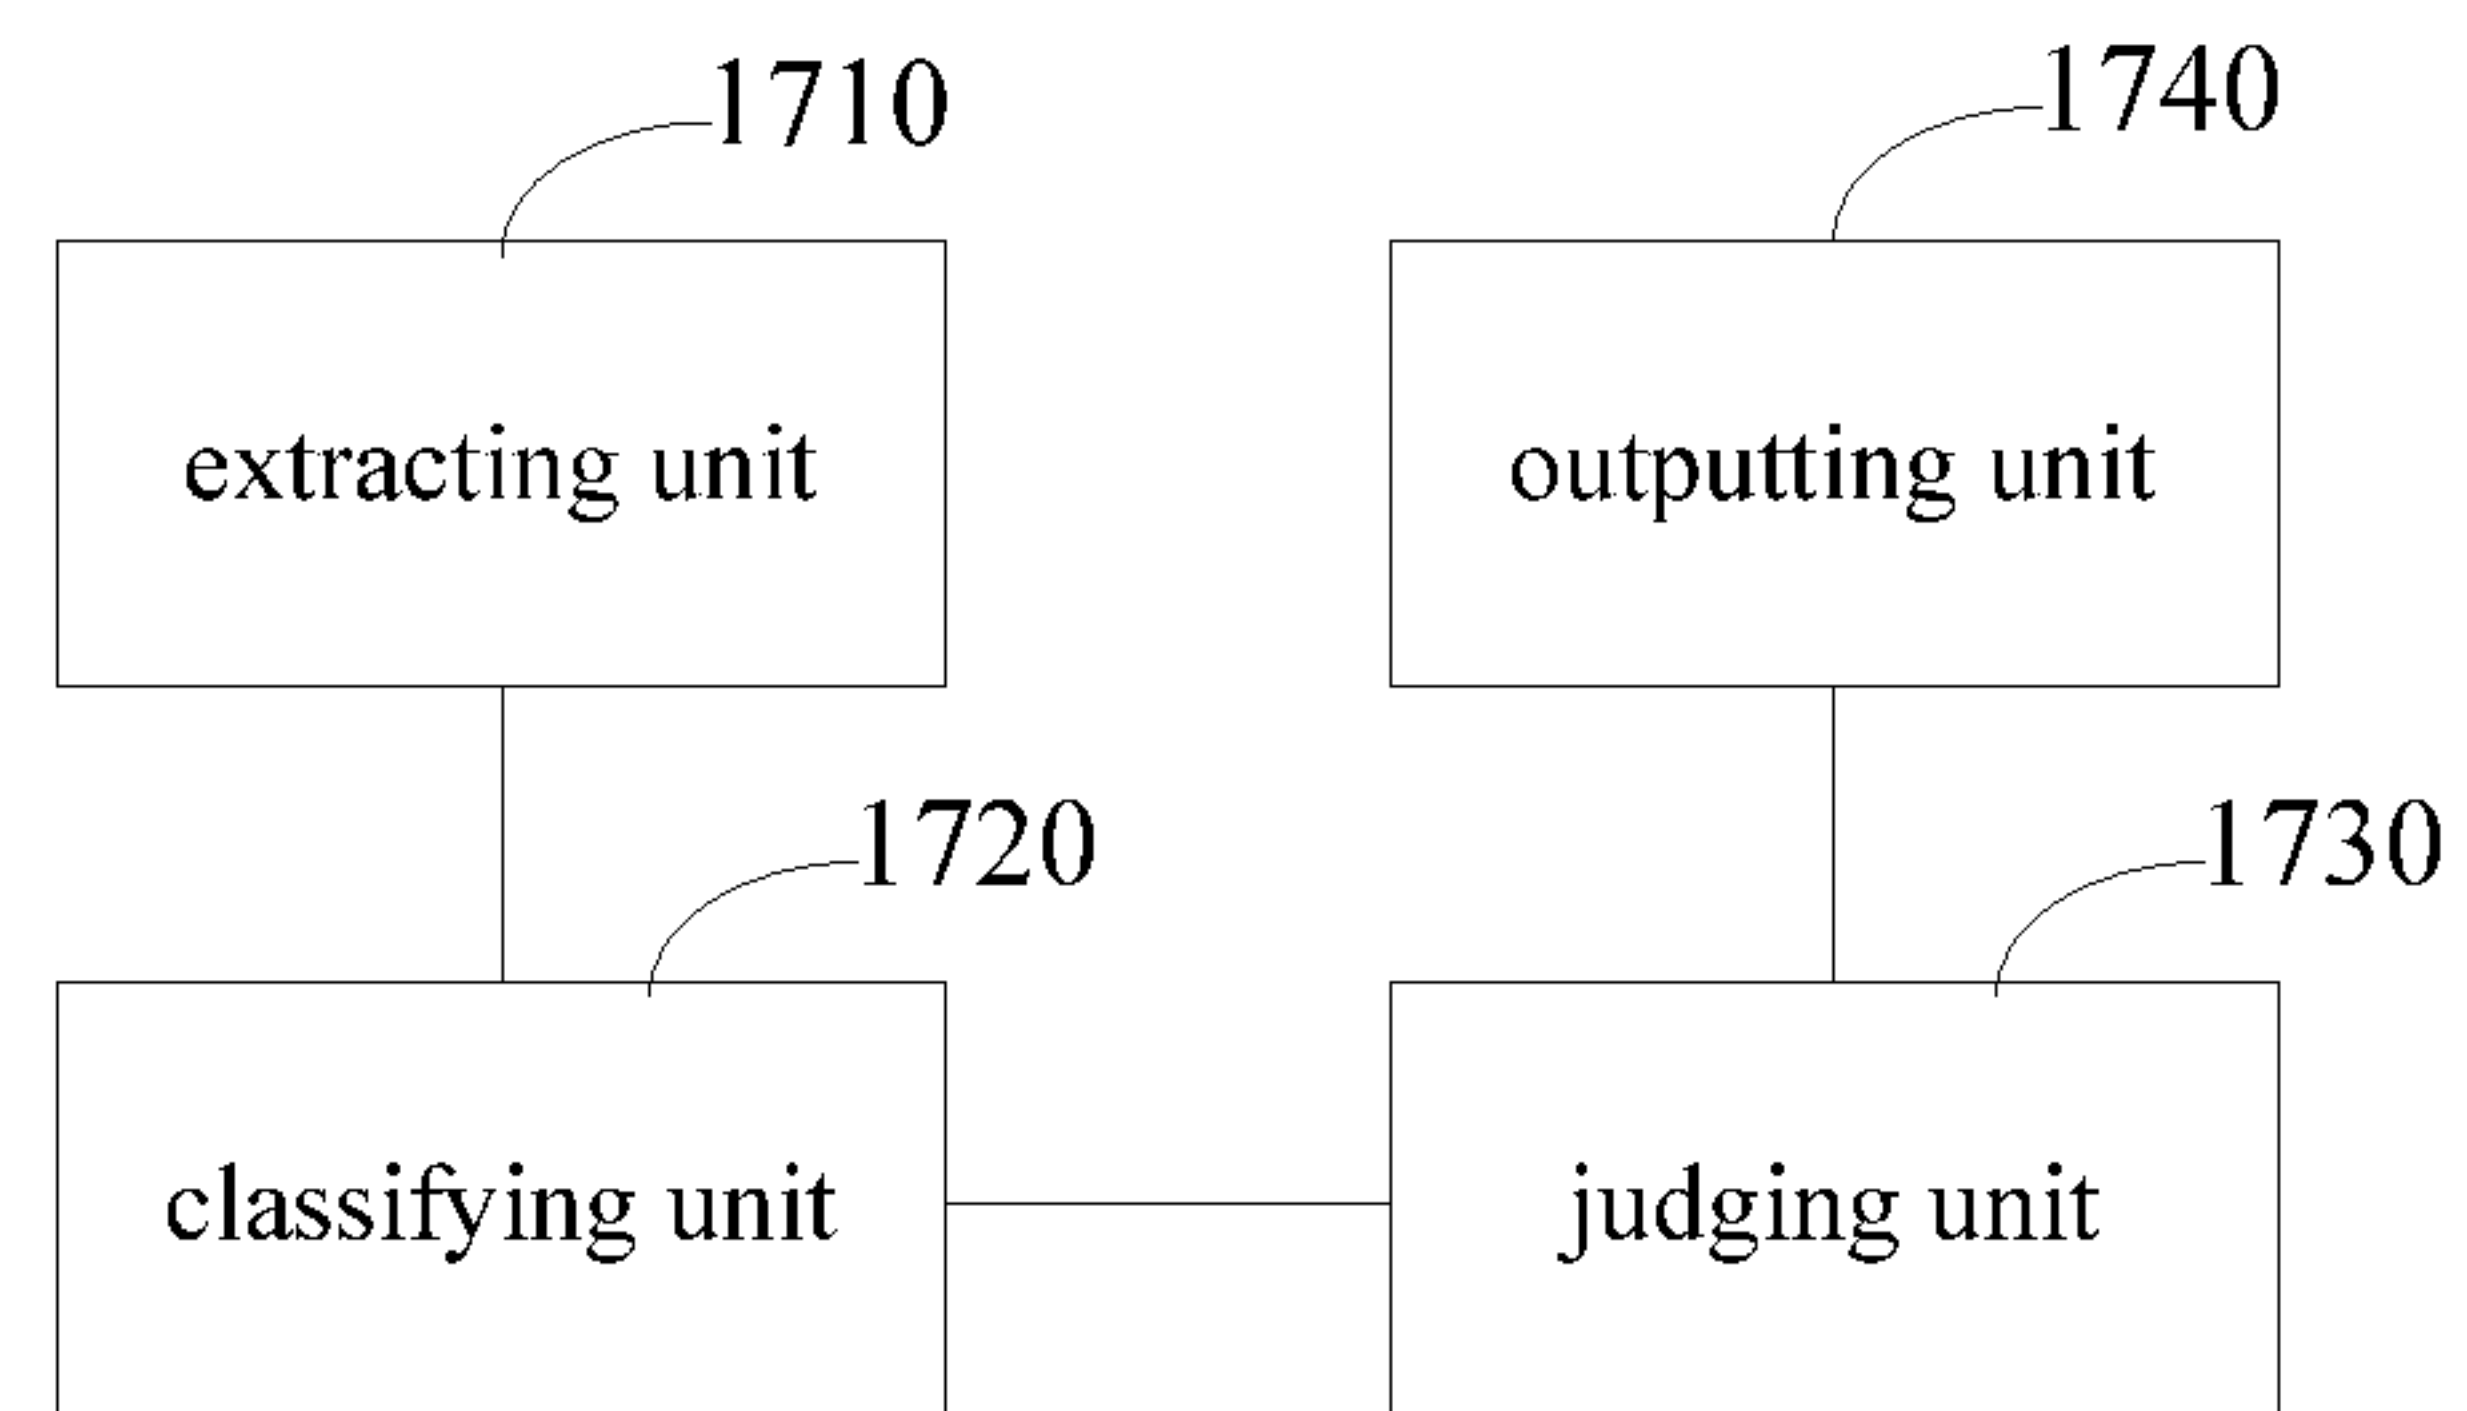 1710
1740
extracting unit
outputting unit
1720
1730
classifying unit
judging unit